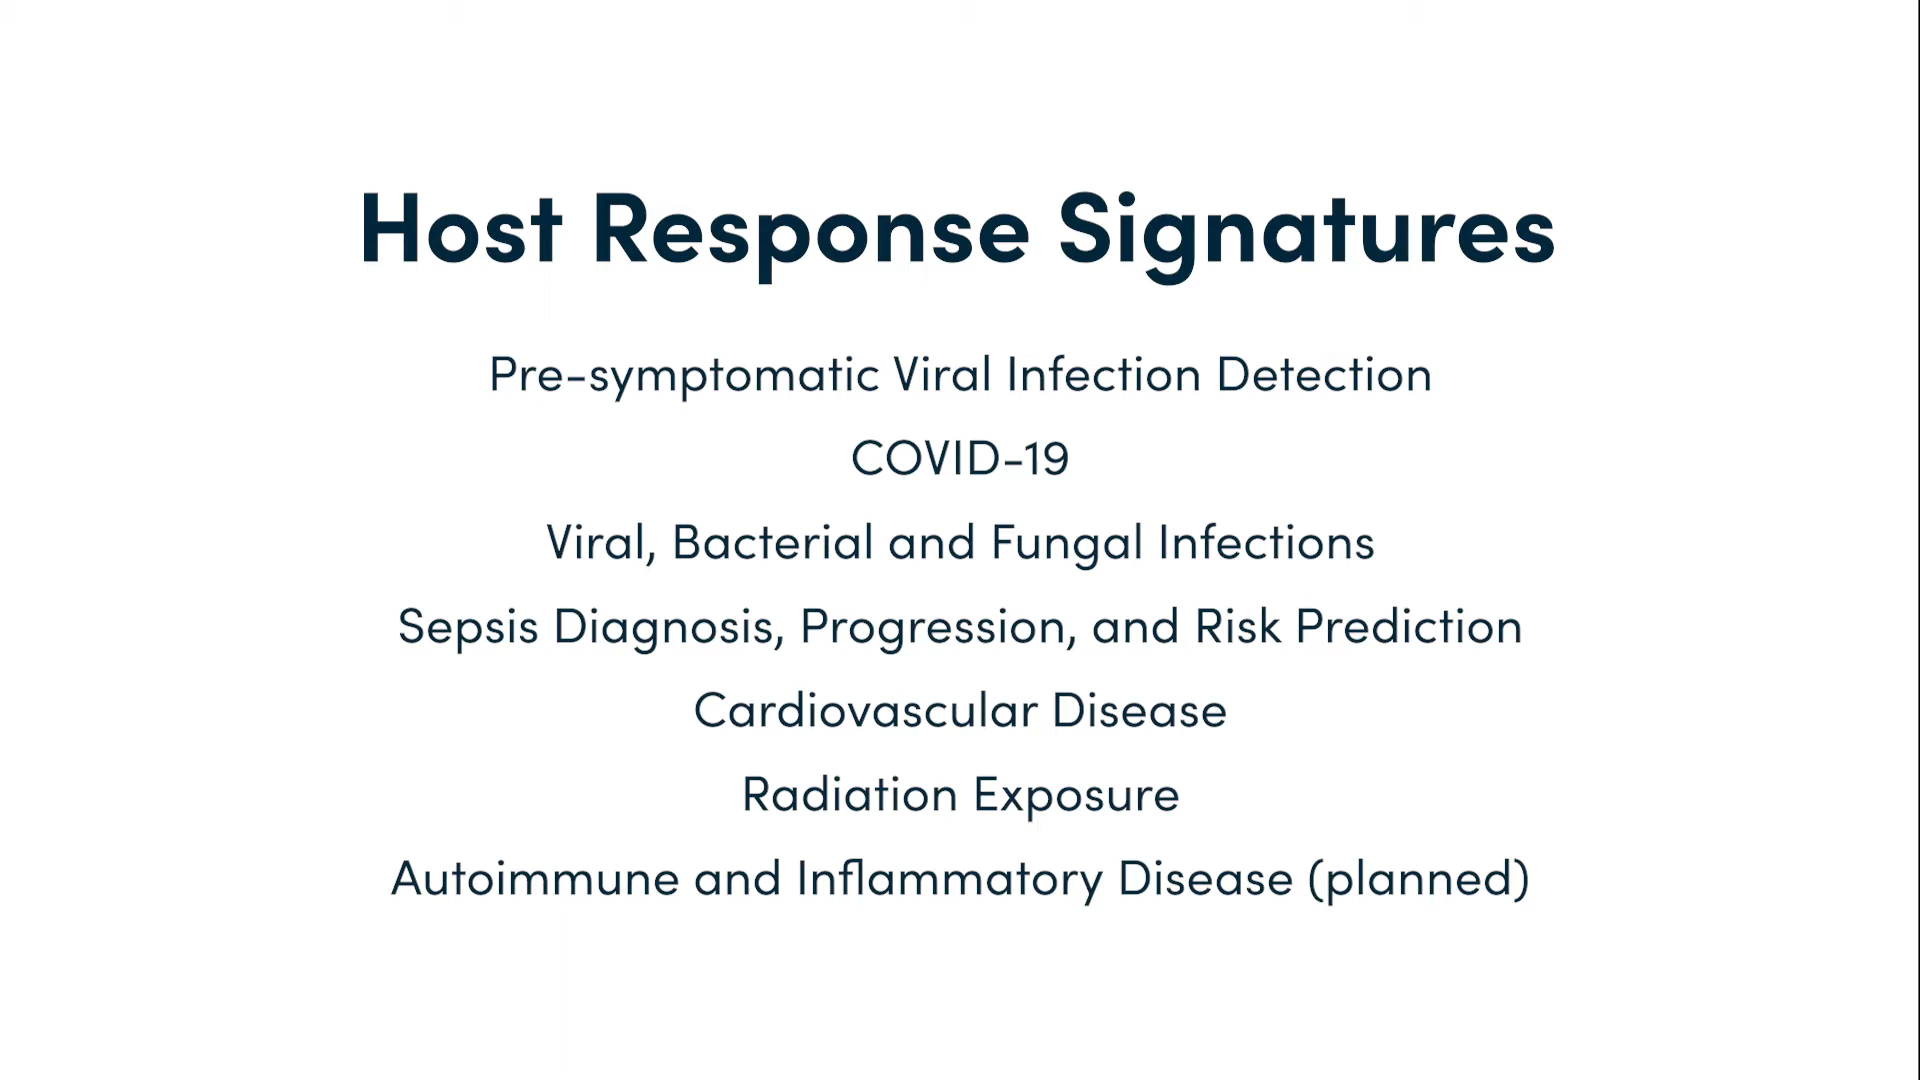 Host Response Signatures
Pre-symptomatic Viral Infection Detection
COVID-19
Viral, Bacterial and Fungal Infections
Sepsis Diagnosis, Progression, and Risk Prediction
Cardiovascular Disease
Radiation Exposure
Autoimmune and Inflammatory Disease (planned)